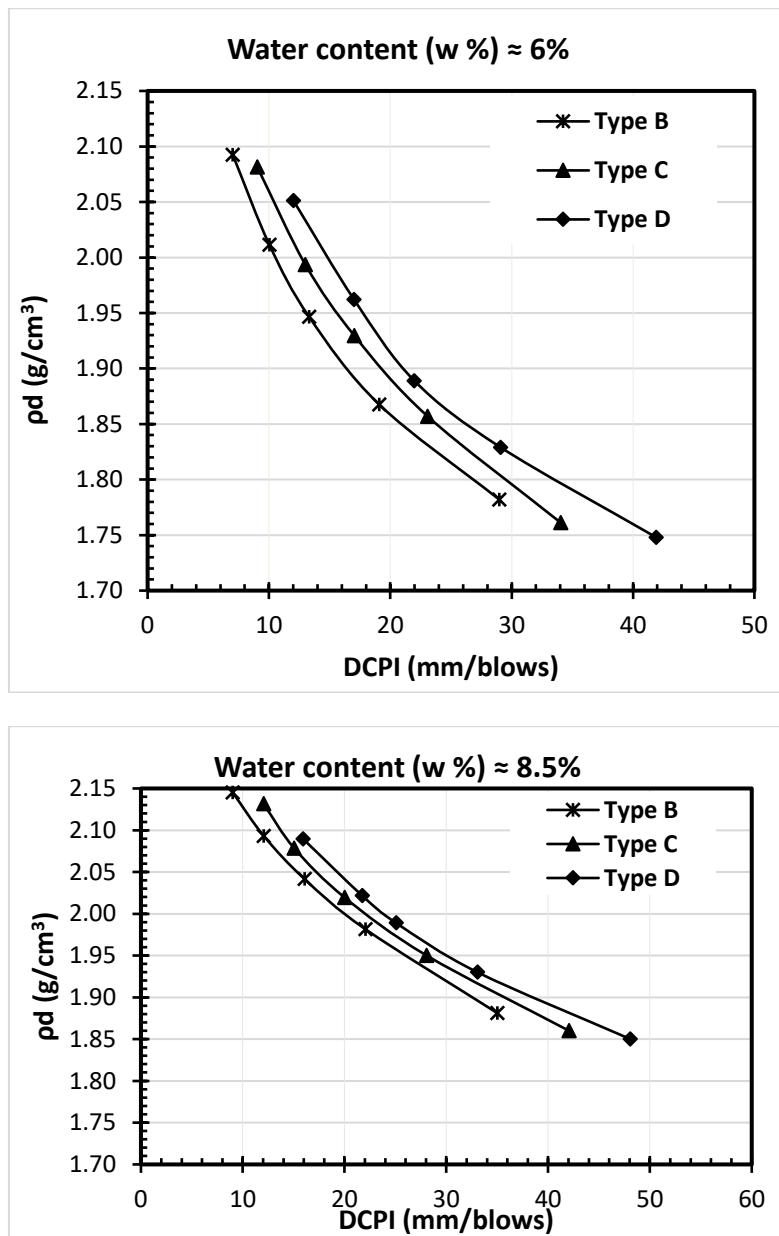 Water content (w %) ≈ 6%
2.15
2.10
2.05
2.00
1.95
1.90
1.85
1.80
1.75
1.70
ρd (g/cm³)
Type B
Type C
Type D
0 10 20 30 40 50
DCPI (mm/blows)
Water content (w %) ≈ 8.5%
2.15
2.10
2.05
2.00
1.95
1.90
1.85
1.80
1.75
1.70
ρd (g/cm³)
Type B
Type C
Type D
0 10 20 30 40 50 60
DCPI (mm/blows)